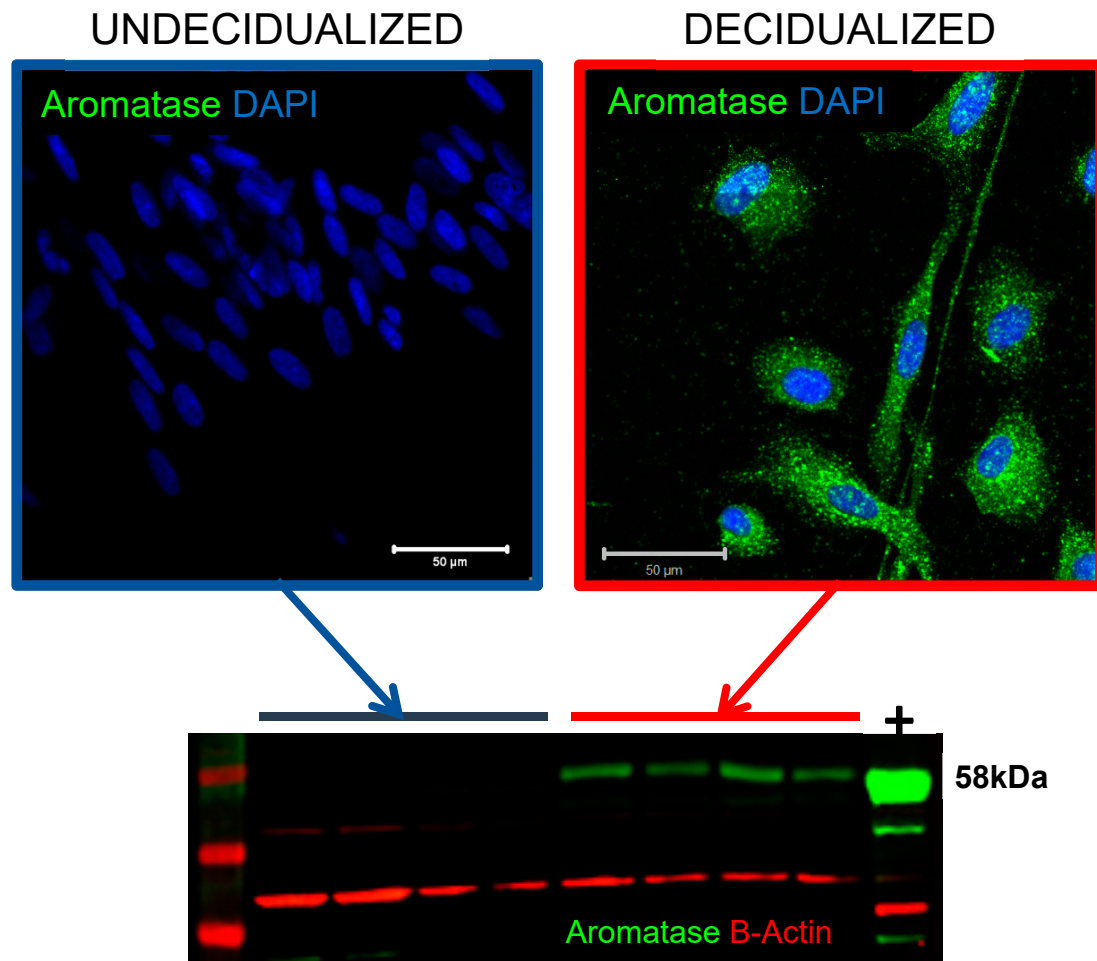 UNDECIDUALIZED
DECIDUALIZED
Aromatase DAPI
Aromatase DAPI
50 µm
50 µm
+
58kDa
Aromatase B-Actin